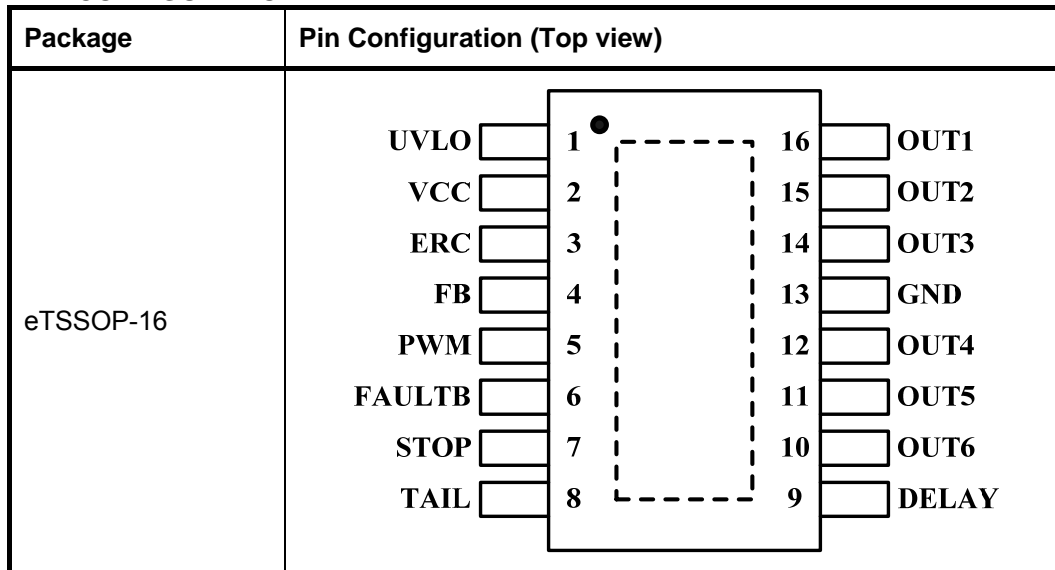 Package Pin Configuration (Top view)
eTSSOP-16
UVLO 1 16 OUT1
VCC 2 15 OUT2
ERC 3 14 OUT3
FB 4 13 GND
PWM 5 12 OUT4
FAULTB 6 11 OUT5
STOP 7 10 OUT6
TAIL 8 9 DELAY